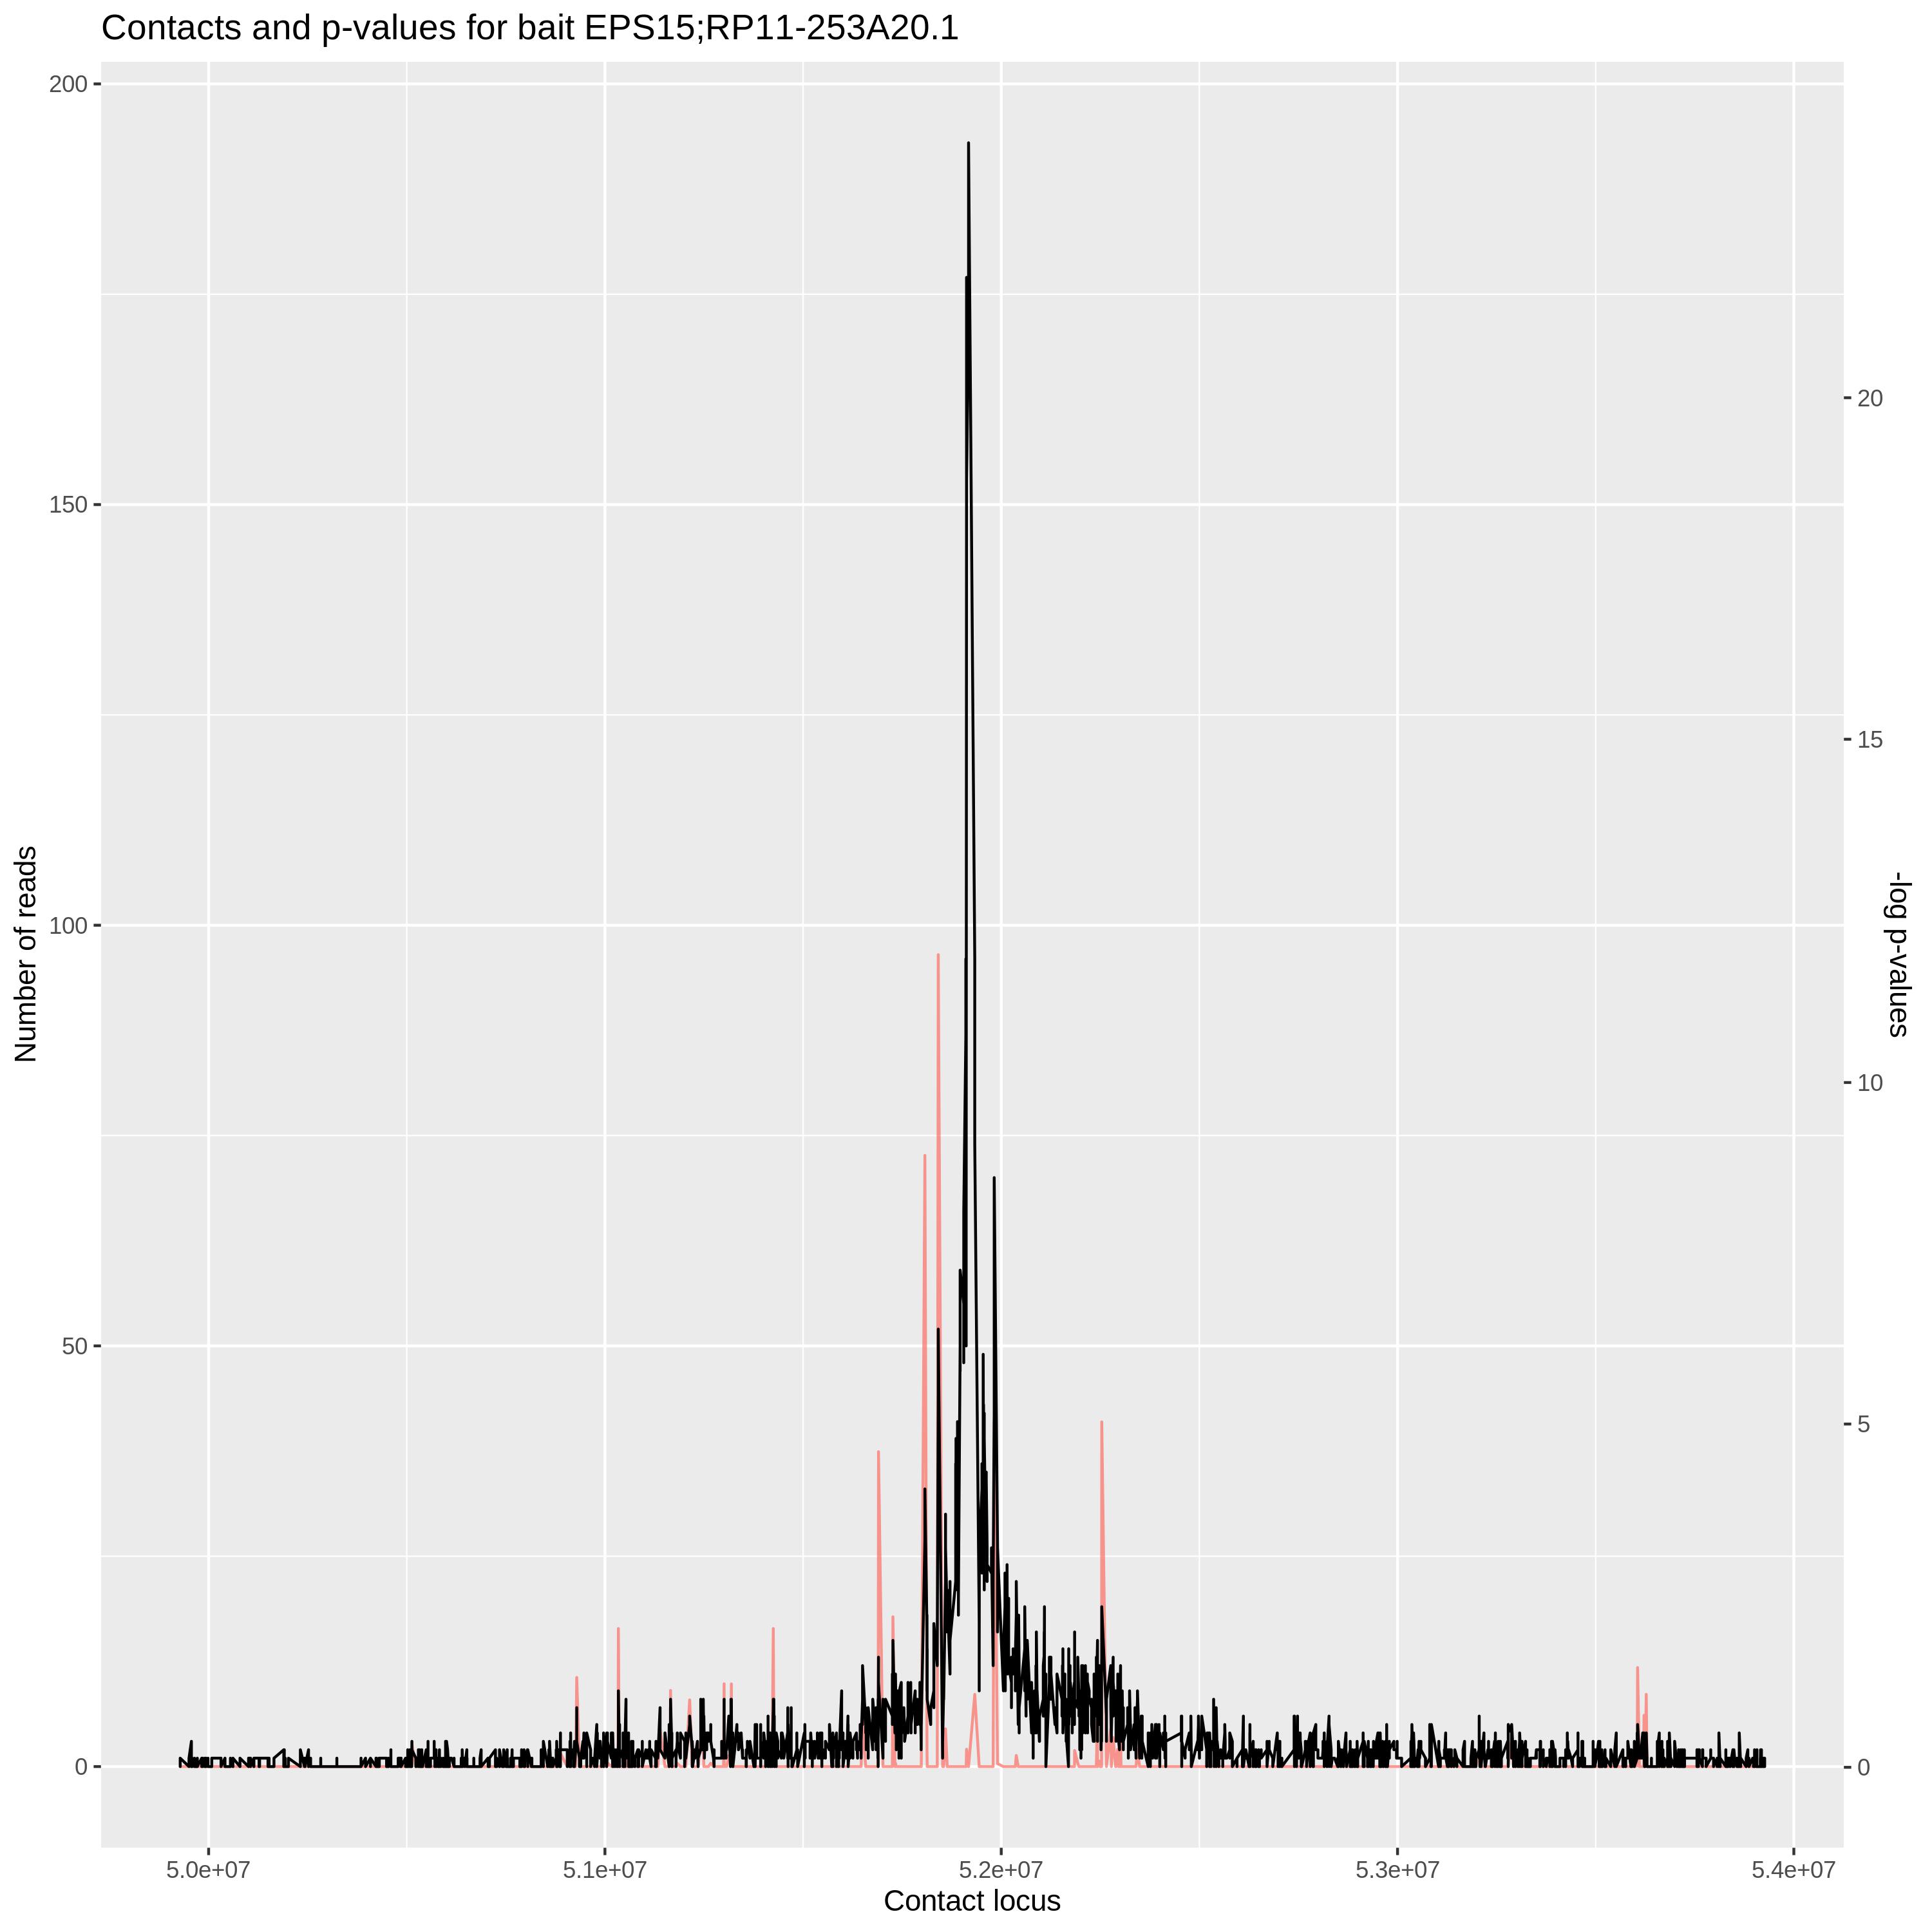 Contacts and p-values for bait EPS15;RP11-253A20.1
200
150
100
50
0
Number of reads
20
15
10
5
0
-log p-values
5.0e+07 5.1e+07 5.2e+07 5.3e+07 5.4e+07
Contact locus